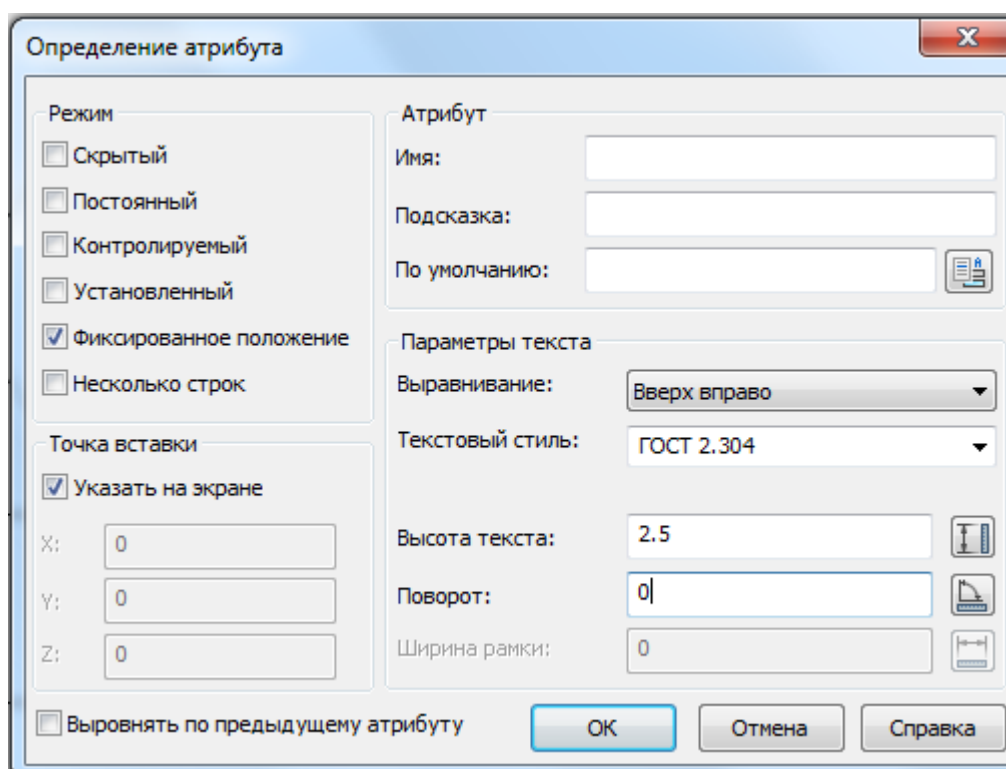 Определение атрибута
Режим
Скрытый
Постоянный
Контролируемый
Установленный
Фиксированное положение
Несколько строк
Точка вставки
Указать на экране
X: 0
Y: 0
Z: 0
Атрибут
Имя:
Подсказка:
По умолчанию:
Параметры текста
Выравнивание: Вверх вправо
Текстовый стиль: ГОСТ 2.304
Высота текста: 2.5
Поворот: 0
Ширина рамки: 0
Выровнять по предыдущему атрибуту
ОК Отмена Справка